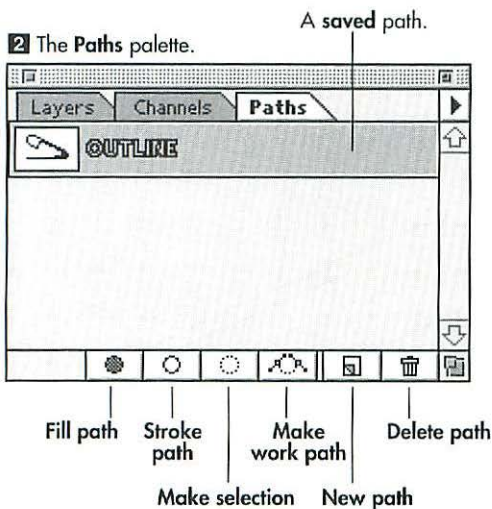 A saved path.
2 The Paths palette.
Layers Channels Paths
OUTLINE
Fill path Stroke path Make work path Delete path
Make selection New path